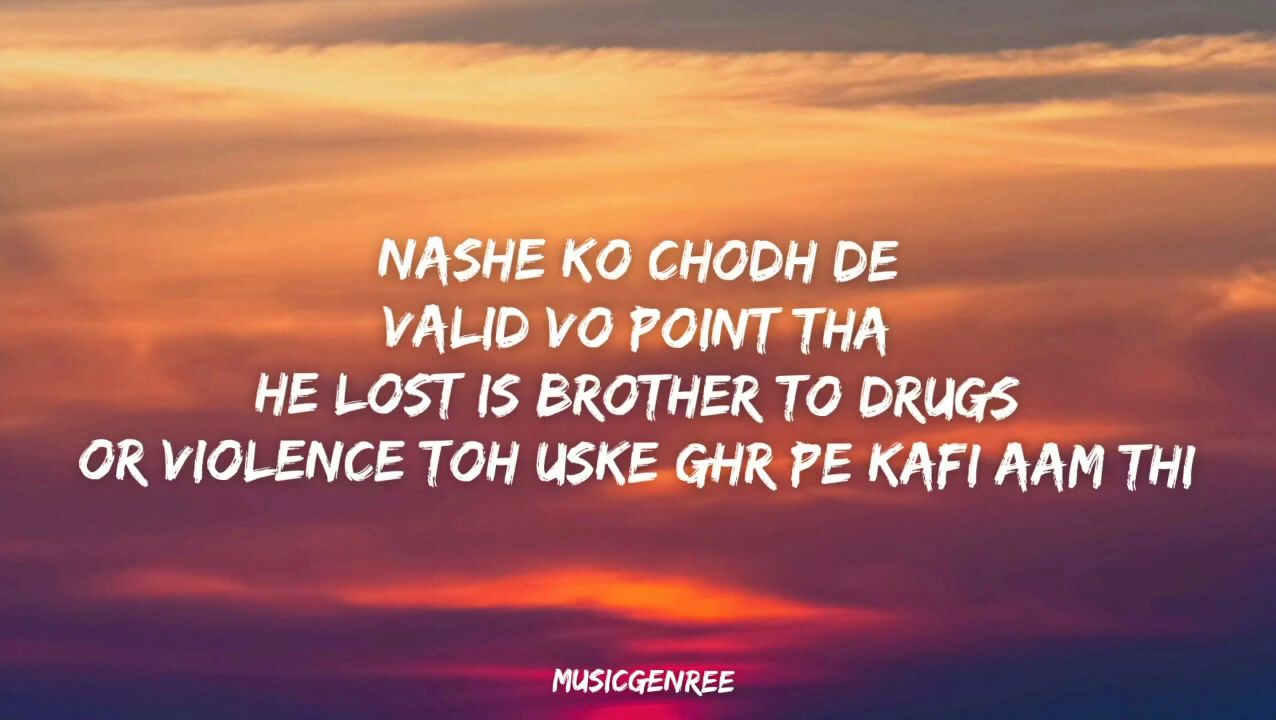 NASHE KO CHODH DE
VALID VO POINT THA
HE LOST IS BROTHER TO DRUGS
OR VIOLENCE TOH USKE GHR PE KAFI AAM THI
MUSICGENREE